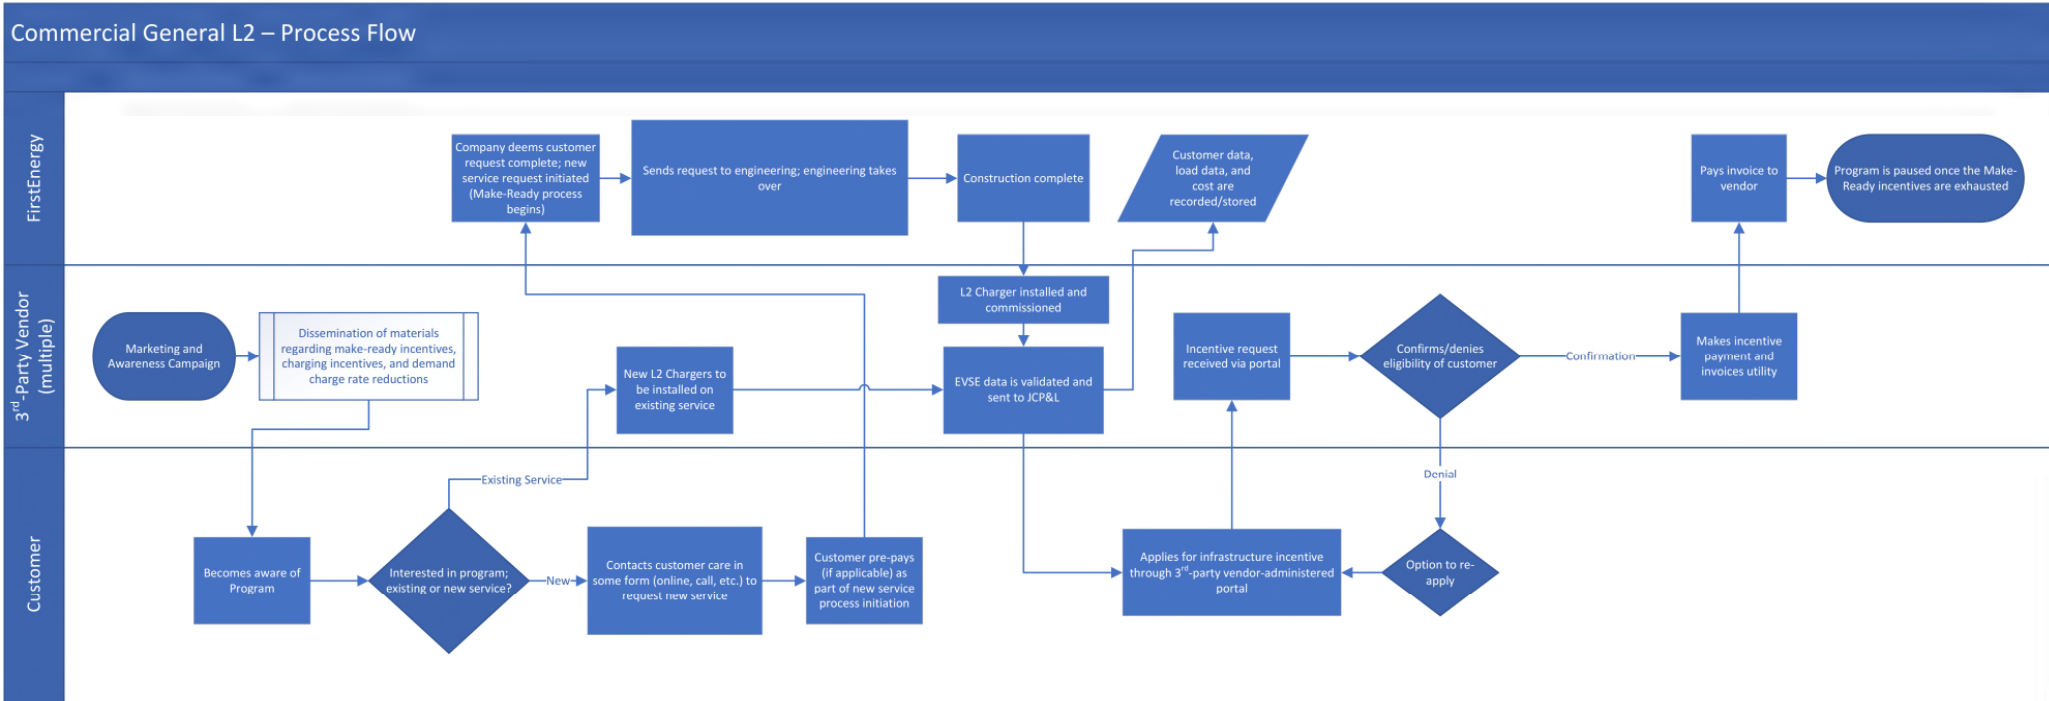 Commercial General L2 – Process Flow
FirstEnergy
Company deems customer
request complete; new
service request initiated
(Make-Ready process
begins)
Sends request to engineering; engineering takes
over
Construction complete
Customer data,
load data, and
cost are
recorded/stored
Pays invoice to
vendor
Program is paused once the Make-
Ready incentives are exhausted
3rd-Party Vendor
(multiple)
Marketing and
Awareness Campaign
Dissemination of materials
regarding make-ready incentives,
charging incentives, and demand
charge rate reductions
New L2 Chargers to
be installed on
existing service
L2 Charger installed and
commissioned
EVSE data is validated and
sent to JCP&L
Incentive request
received via portal
Confirms/denies
eligibility of customer
Confirmation
Makes incentive
payment and
invoices utility
Customer
Becomes aware of
Program
Interested in program;
existing or new service?
Existing Service
New
Contacts customer care in
some form (online, call, etc.) to
request new service
Customer pre-pays
(if applicable) as
part of new service
process initiation
Applies for infrastructure incentive
through 3rd-party vendor-administered
portal
Denial
Option to re-
apply